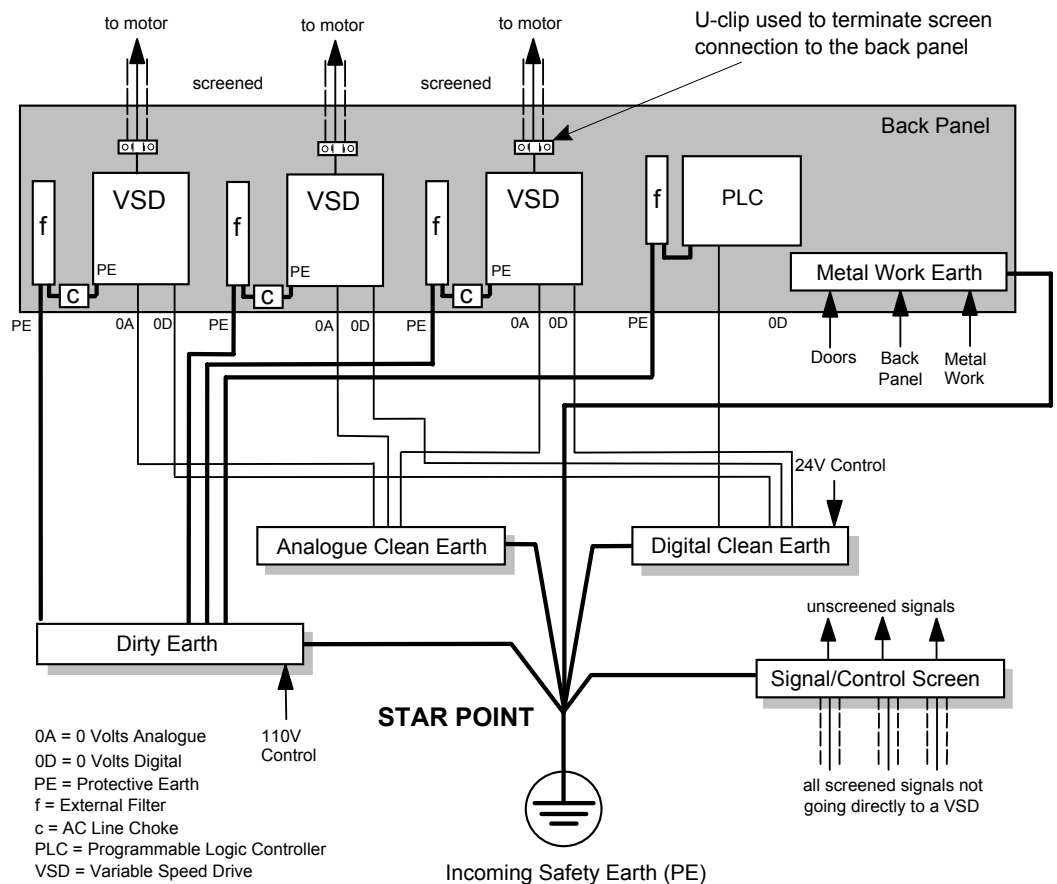 to motor
to motor
to motor
U-clip used to terminate screen
connection to the back panel
screened
screened
Back Panel
f
VSD
PE
c
f
VSD
PE
c
f
VSD
PE
c
f
PLC
Metal Work Earth
PE
0A
0D
PE
0A
0D
PE
0A
0D
PE
0D
Doors
Back
Panel
Metal
Work
24V Control
Analogue Clean Earth
Digital Clean Earth
unscreened signals
Dirty Earth
Signal/Control Screen
STAR POINT
110V
Control
all screened signals not
going directly to a VSD
0A = 0 Volts Analogue
0D = 0 Volts Digital
PE = Protective Earth
f = External Filter
c = AC Line Choke
PLC = Programmable Logic Controller
VSD = Variable Speed Drive
Incoming Safety Earth (PE)